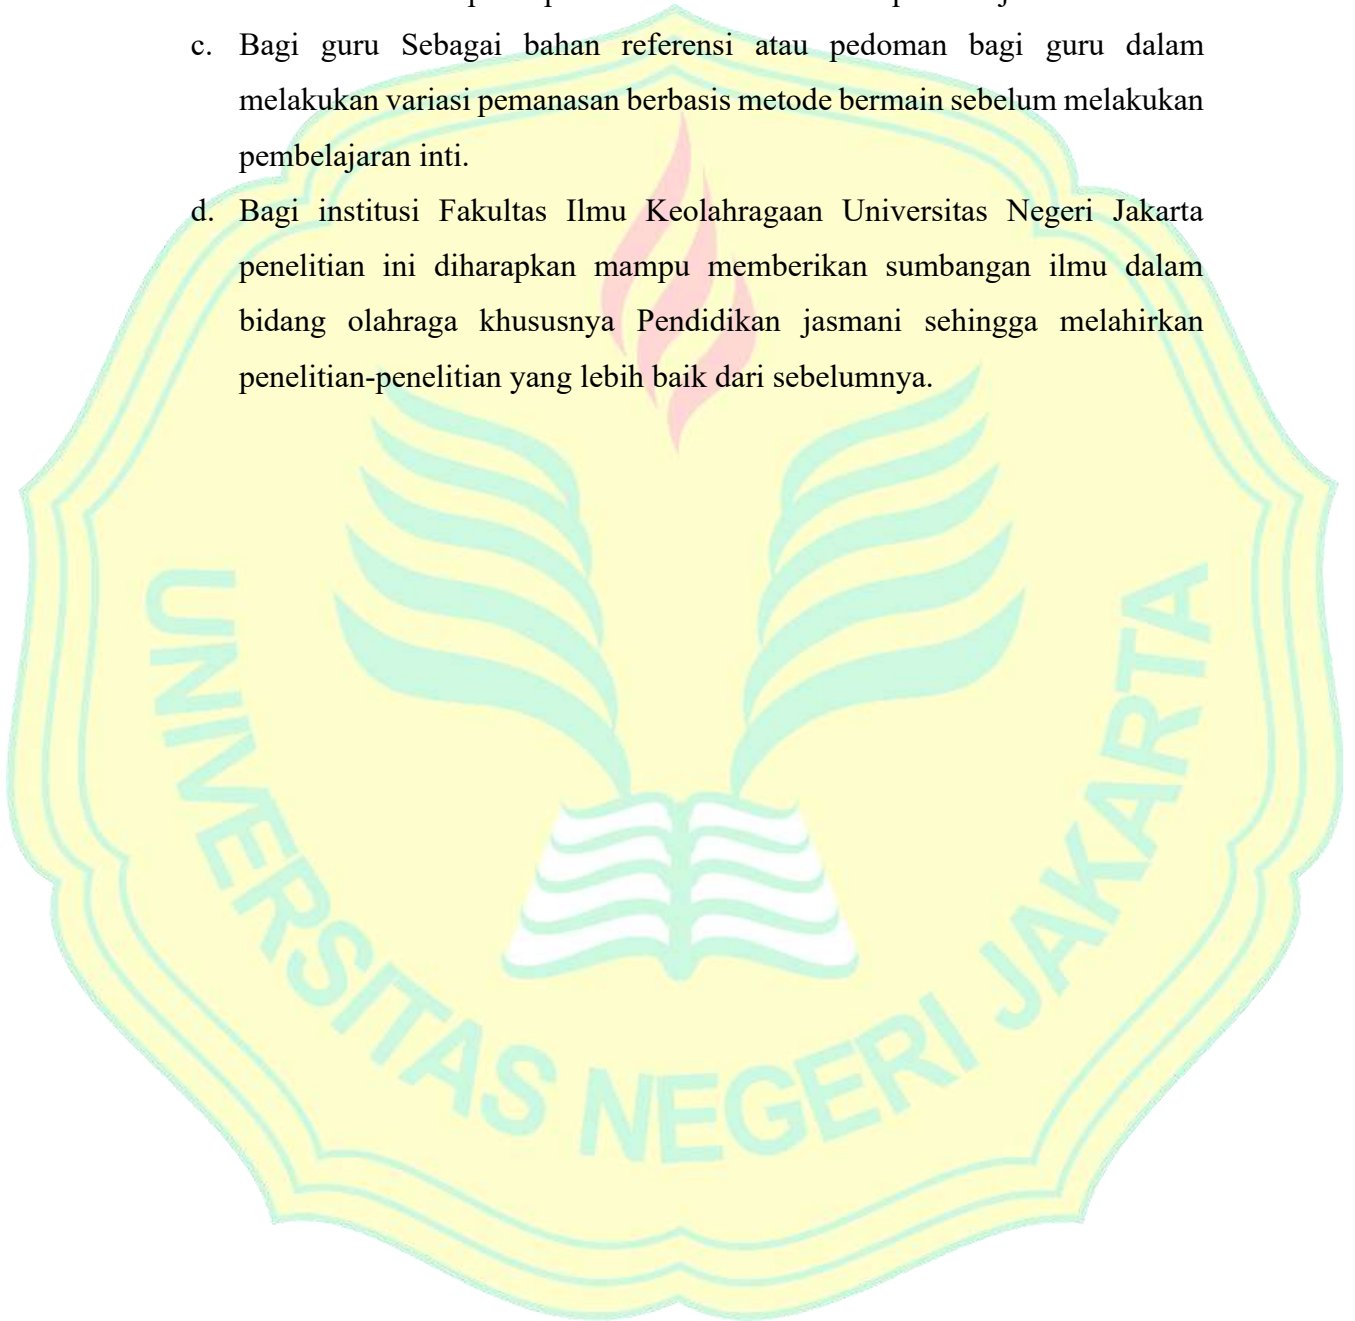 c. Bagi guru Sebagai bahan referensi atau pedoman bagi guru dalam
melakukan variasi pemanasan berbasis metode bermain sebelum melakukan
pembelajaran inti.
d. Bagi institusi Fakultas Ilmu Keolahragaan Universitas Negeri Jakarta
penelitian ini diharapkan mampu memberikan sumbangan ilmu dalam
bidang olahraga khususnya Pendidikan jasmani sehingga melahirkan
penelitian-penelitian yang lebih baik dari sebelumnya.
UNIVERSITAS NEGERI JAKARTA